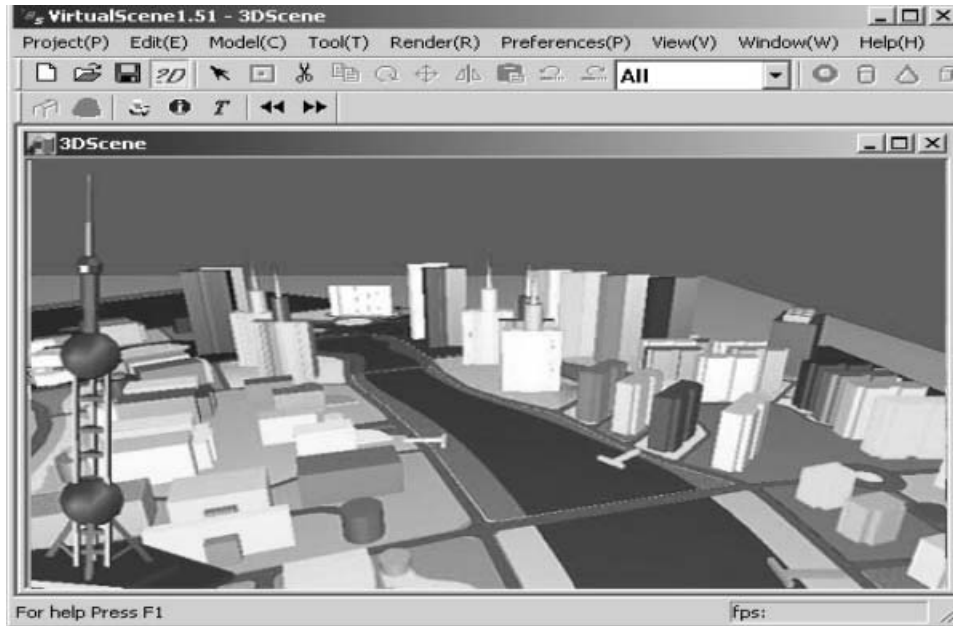 VirtualScene1.51 - 3DScene
Project(P) Edit(E) Model(C) Tool(T) Render(R) Preferences(P) View(V) Window(W) Help(H)
2D All
T
3DScene
For help Press F1 fps: